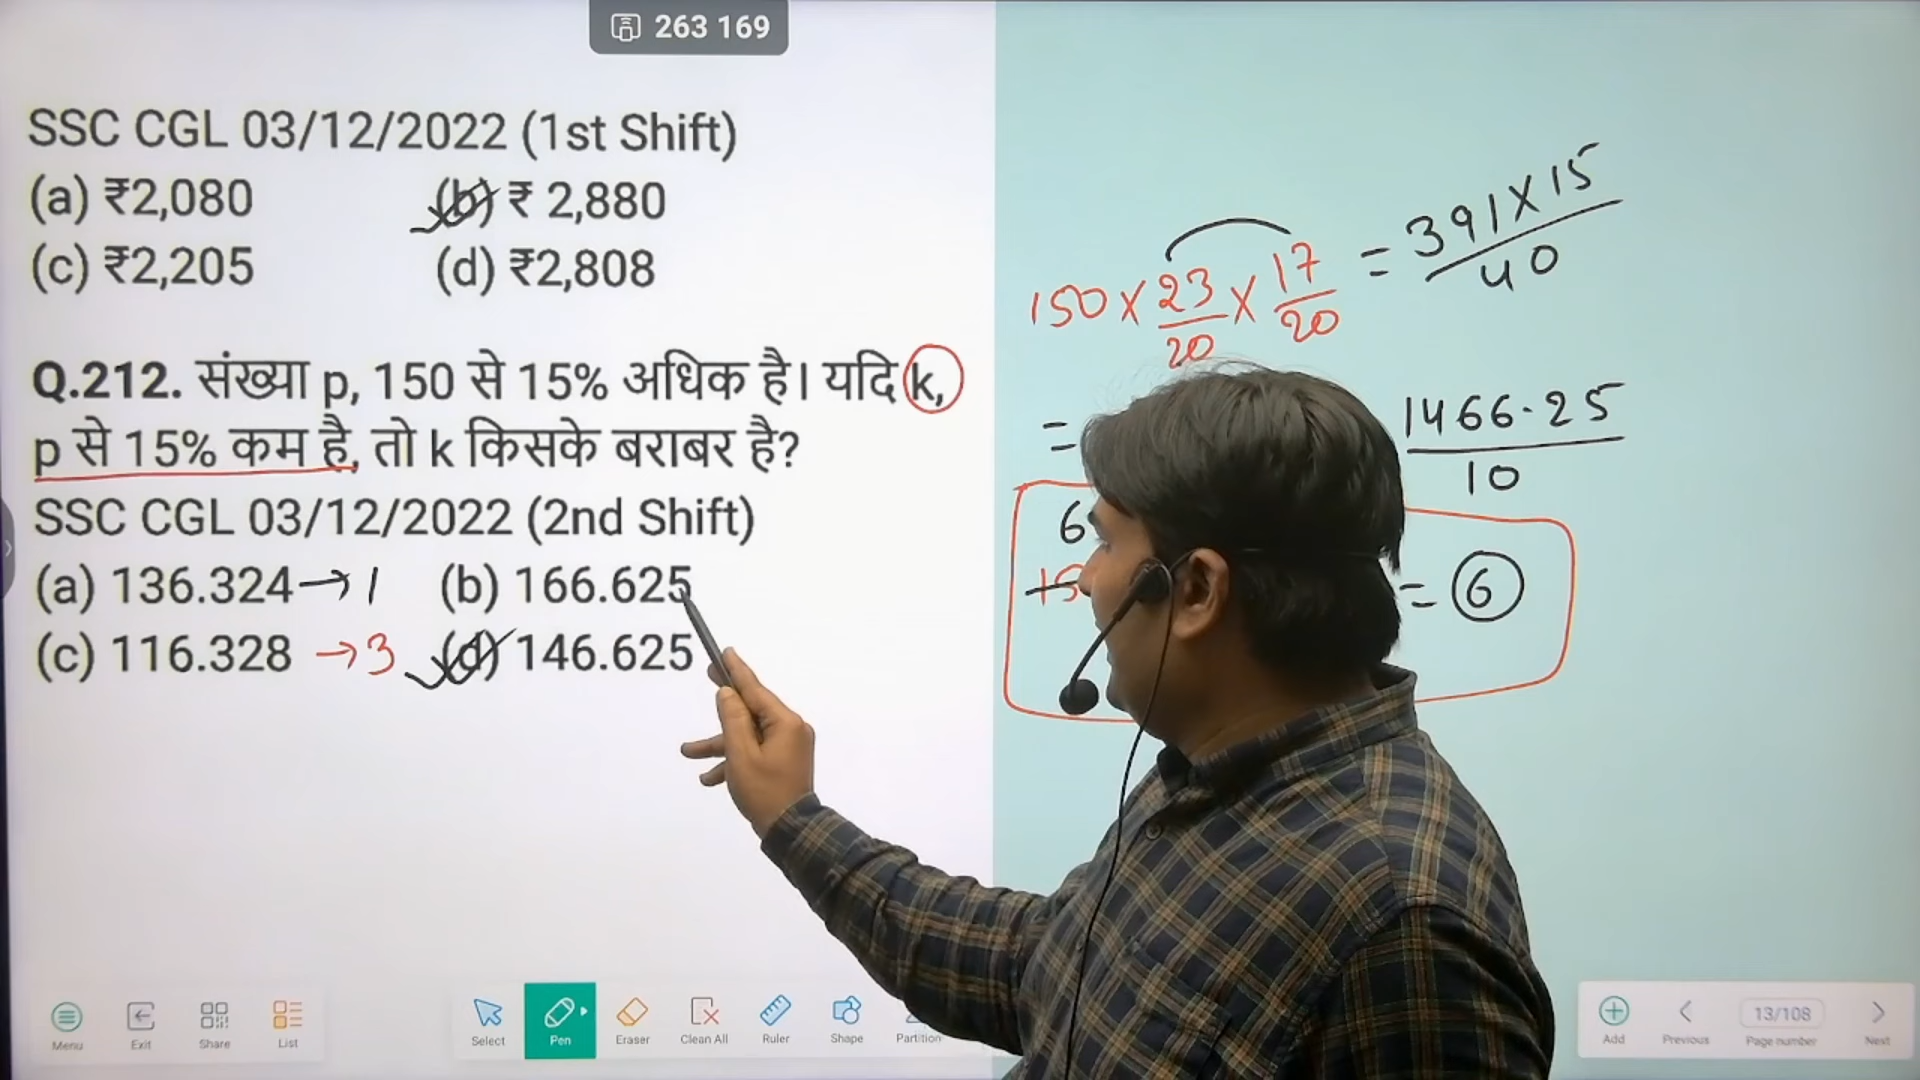 263 169
SSC CGL 03/12/2022 (1st Shift)
(a) ₹2,080 (b) ₹ 2,880
(c) ₹2,205 (d) ₹2,808
Q.212. संख्या p, 150 से 15% अधिक है। यदि k,
p से 15% कम है, तो k किसके बराबर है?
SSC CGL 03/12/2022 (2nd Shift)
(a) 136.324 → 1 (b) 166.625
(c) 116.328 → 3 (d) 146.625
150 × 23/20 × 17/20 = 391×15/40
= 1466.25/10
6
15
= 6
Menu Exit Share List Select Pen Eraser Clean All Ruler Shape Partition Add Previous 13/108 Page number Next